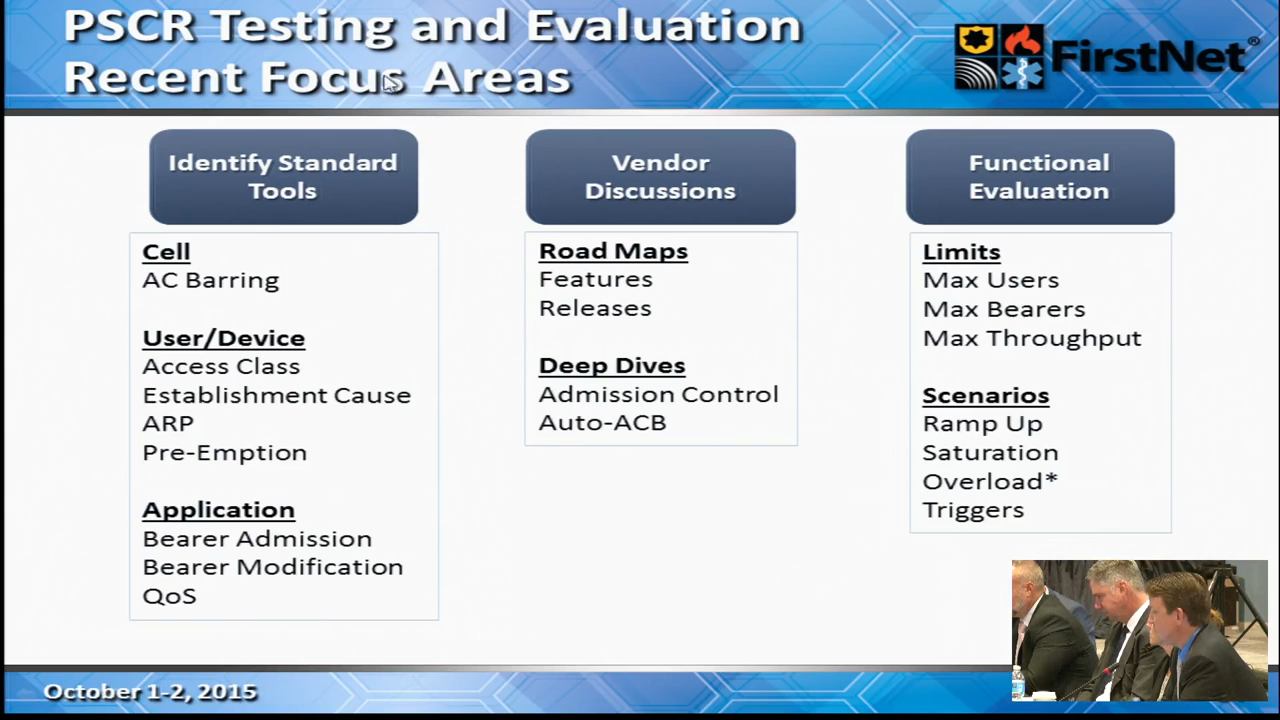 PSCR Testing and Evaluation
Recent Focus Areas
FirstNet®
Identify Standard
Tools
Cell
AC Barring
User/Device
Access Class
Establishment Cause
ARP
Pre-Emption
Application
Bearer Admission
Bearer Modification
QoS
Vendor
Discussions
Road Maps
Features
Releases
Deep Dives
Admission Control
Auto-ACB
Functional
Evaluation
Limits
Max Users
Max Bearers
Max Throughput
Scenarios
Ramp Up
Saturation
Overload*
Triggers
October 1-2, 2015